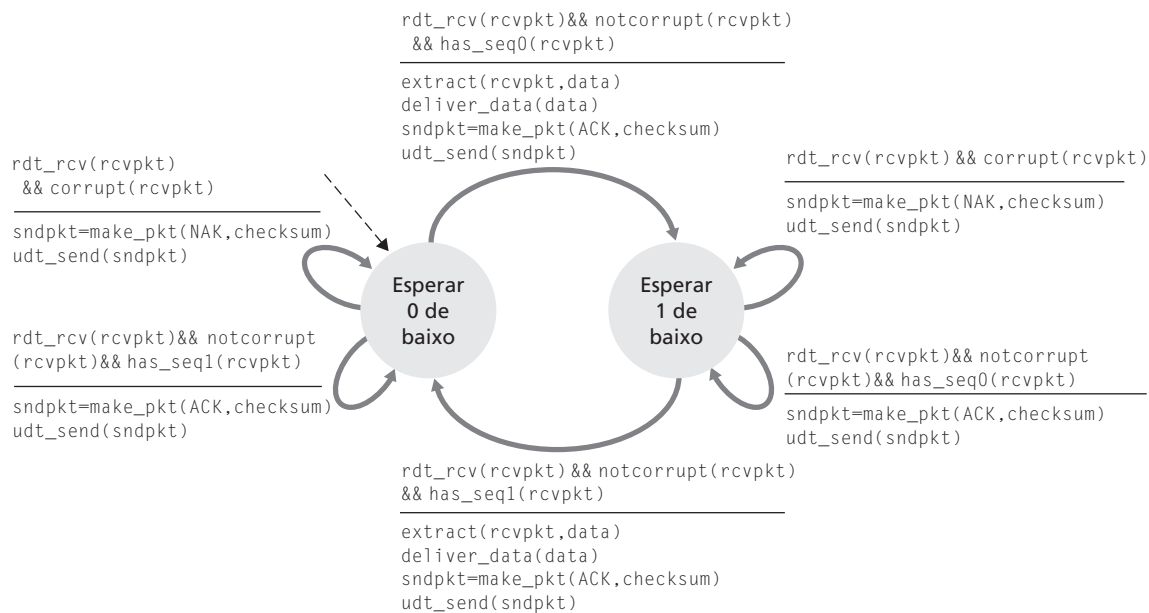 rdt_rcv(rcvpkt)&& notcorrupt(rcvpkt)
&& has_seq0(rcvpkt)
extract(rcvpkt,data)
deliver_data(data)
sndpkt=make_pkt(ACK,checksum)
udt_send(sndpkt)
rdt_rcv(rcvpkt)
&& corrupt(rcvpkt)
sndpkt=make_pkt(NAK,checksum)
udt_send(sndpkt)
rdt_rcv(rcvpkt) && corrupt(rcvpkt)
sndpkt=make_pkt(NAK,checksum)
udt_send(sndpkt)
Esperar
0 de
baixo
Esperar
1 de
baixo
rdt_rcv(rcvpkt)&& notcorrupt
(rcvpkt)&& has_seq1(rcvpkt)
sndpkt=make_pkt(ACK,checksum)
udt_send(sndpkt)
rdt_rcv(rcvpkt)&& notcorrupt
(rcvpkt)&& has_seq0(rcvpkt)
sndpkt=make_pkt(ACK,checksum)
udt_send(sndpkt)
rdt_rcv(rcvpkt) && notcorrupt(rcvpkt)
&& has_seq1(rcvpkt)
extract(rcvpkt,data)
deliver_data(data)
sndpkt=make_pkt(ACK,checksum)
udt_send(sndpkt)